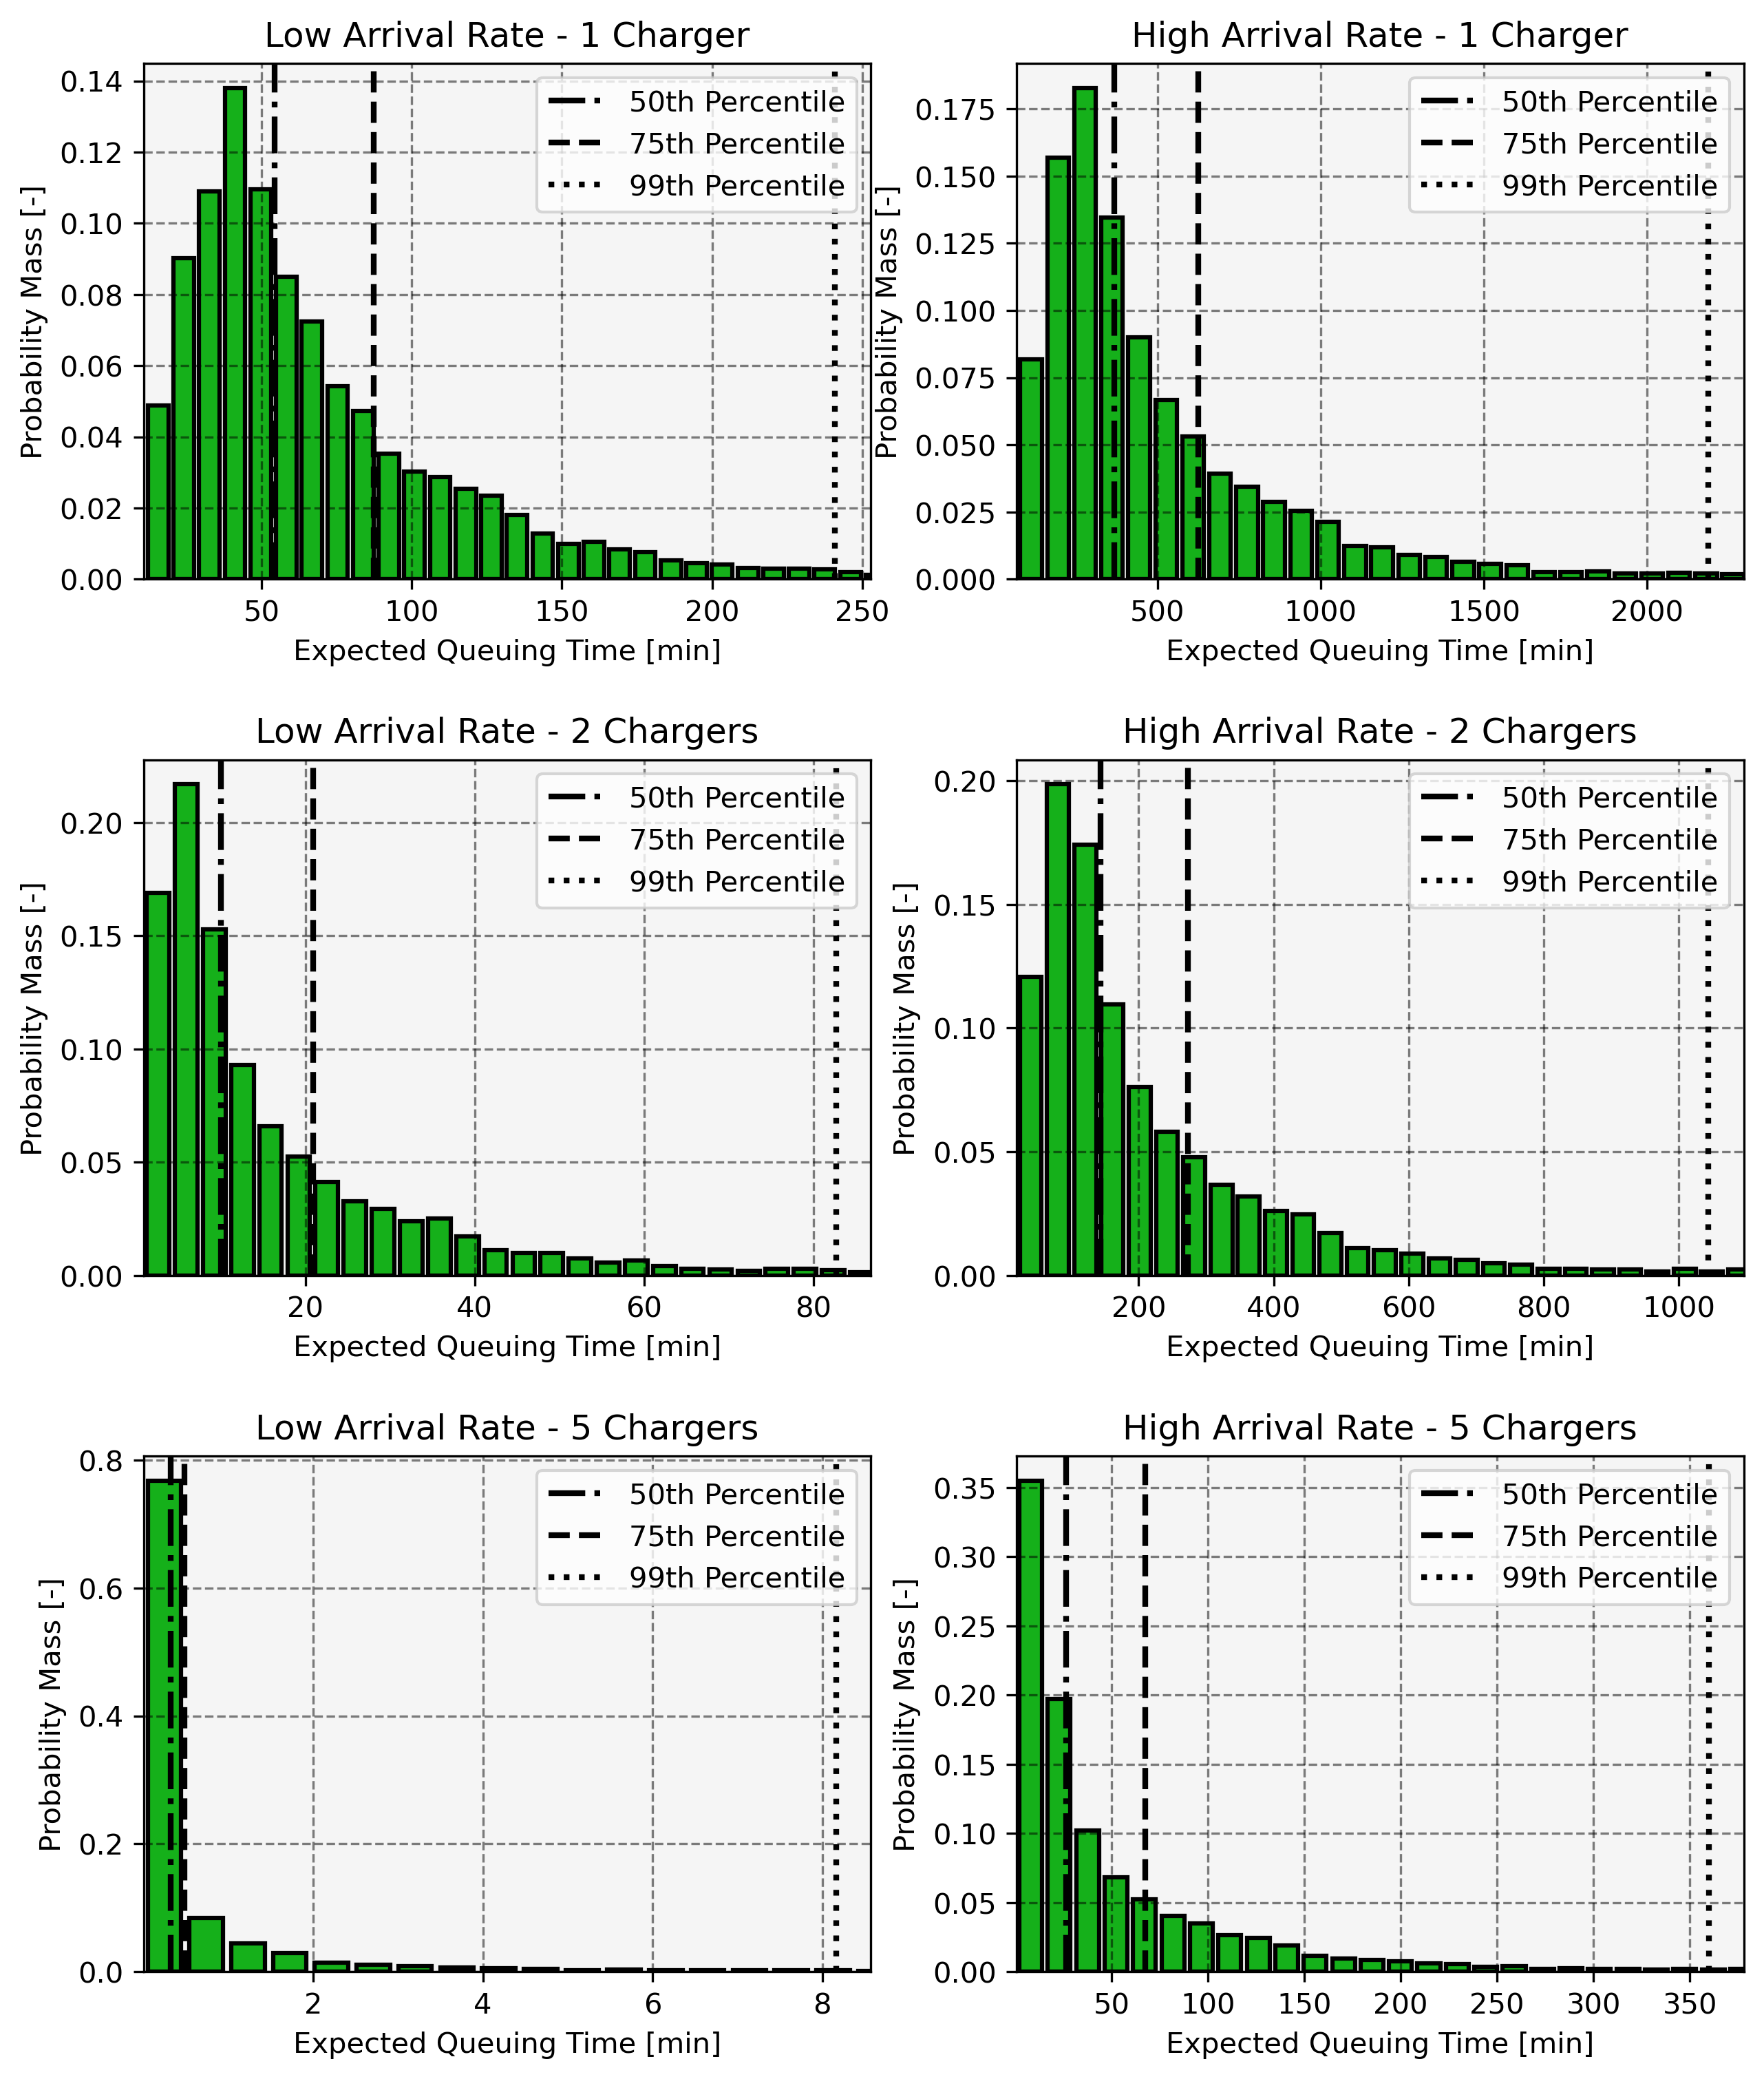 Low Arrival Rate - 1 Charger
0.14
0.12
0.10
0.08
0.06
0.04
0.02
0.00
Probability Mass [-]
50th Percentile
75th Percentile
99th Percentile
50 100 150 200 250
Expected Queuing Time [min]
High Arrival Rate - 1 Charger
0.175
0.150
0.125
0.100
0.075
0.050
0.025
0.000
Probability Mass [-]
50th Percentile
75th Percentile
99th Percentile
500 1000 1500 2000
Expected Queuing Time [min]
Low Arrival Rate - 2 Chargers
0.20
0.15
0.10
0.05
0.00
Probability Mass [-]
50th Percentile
75th Percentile
99th Percentile
20 40 60 80
Expected Queuing Time [min]
High Arrival Rate - 2 Chargers
0.20
0.15
0.10
0.05
0.00
Probability Mass [-]
50th Percentile
75th Percentile
99th Percentile
200 400 600 800 1000
Expected Queuing Time [min]
Low Arrival Rate - 5 Chargers
0.8
0.6
0.4
0.2
0.0
Probability Mass [-]
50th Percentile
75th Percentile
99th Percentile
2 4 6 8
Expected Queuing Time [min]
High Arrival Rate - 5 Chargers
0.35
0.30
0.25
0.20
0.15
0.10
0.05
0.00
Probability Mass [-]
50th Percentile
75th Percentile
99th Percentile
50 100 150 200 250 300 350
Expected Queuing Time [min]